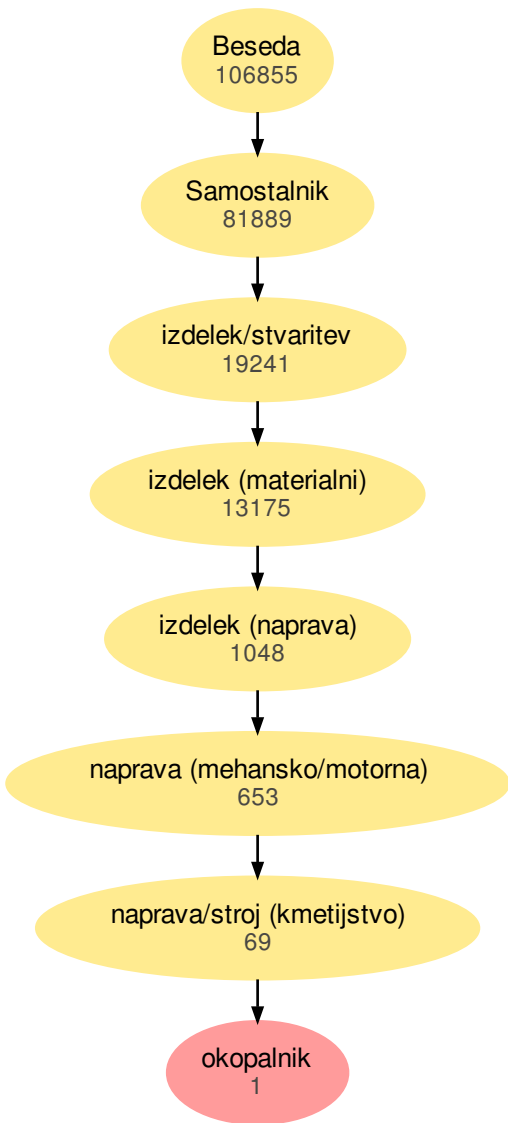 Beseda
106855
Samostalnik
81889
izdelek/stvaritev
19241
izdelek (materialni)
13175
izdelek (naprava)
1048
naprava (mehansko/motorna)
653
naprava/stroj (kmetijstvo)
69
okopalnik
1